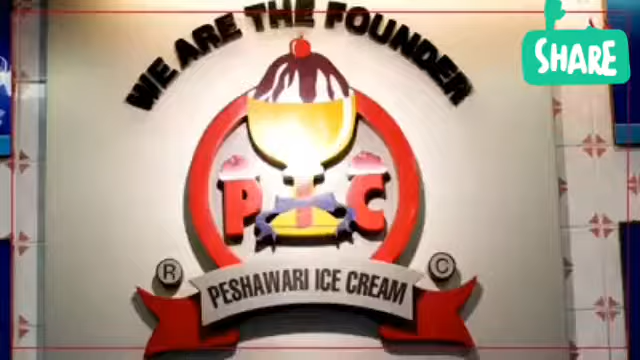 WE ARE THE FOUNDER
SHARE
PIC
R
C
PESHAWARI ICE CREAM